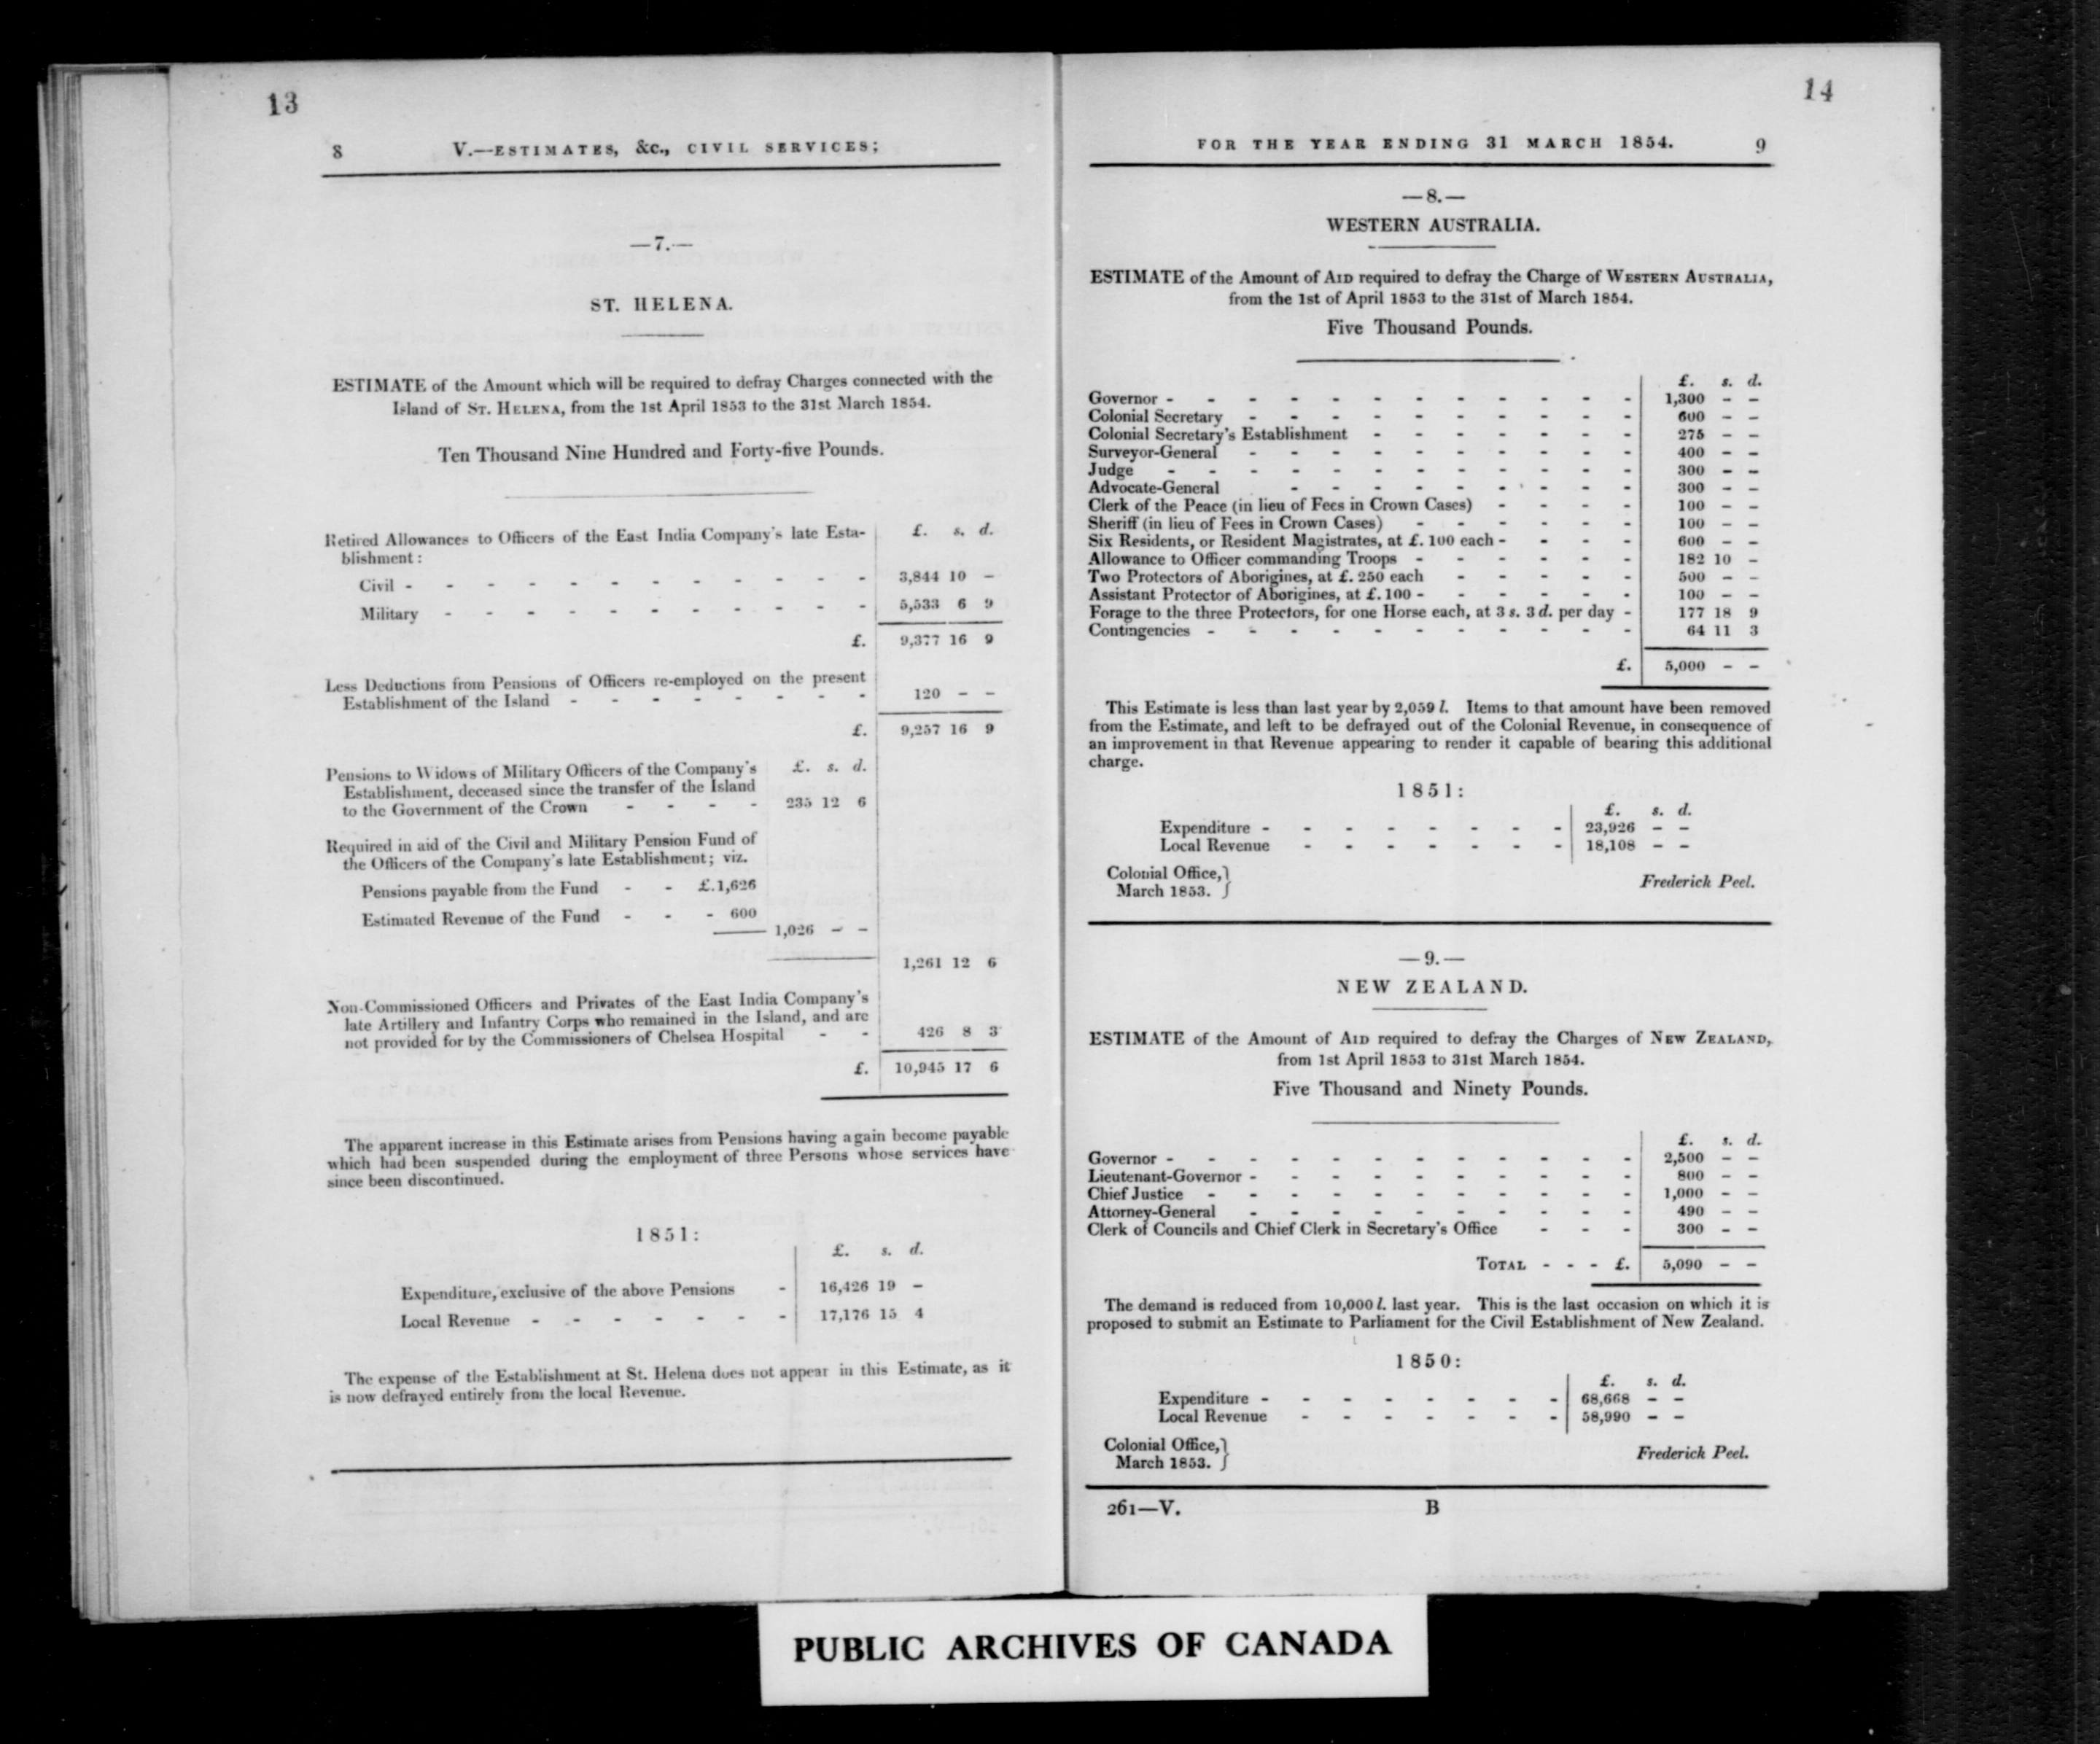 13
8 V.—ESTIMATES, &c., CIVIL SERVICES;
—7.—
ST. HELENA.
ESTIMATE of the Amount which will be required to defray Charges connected with the
Island of ST. HELENA, from the 1st April 1853 to the 31st March 1854.
Ten Thousand Nine Hundred and Forty-five Pounds.
£. s. d.
Retired Allowances to Officers of the East India Company's late Esta-
blishment:
Civil - - - - - - - - - - - - 3,844 10 –
Military - - - - - - - - - - - 5,533 6 9
£. 9,377 16 9
Less Deductions from Pensions of Officers re-employed on the present
Establishment of the Island - - - - - - - - 120 – –
£. 9,257 16 9
Pensions to Widows of Military Officers of the Company's £. s. d.
Establishment, deceased since the transfer of the Island
to the Government of the Crown - - - - 235 12 6
Required in aid of the Civil and Military Pension Fund of
the Officers of the Company's late Establishment; viz.
Pensions payable from the Fund - - £.1,626
Estimated Revenue of the Fund - - - 600
1,026 – –
1,261 12 6
Non-Commissioned Officers and Privates of the East India Company's
late Artillery and Infantry Corps who remained in the Island, and are
not provided for by the Commissioners of Chelsea Hospital - - 426 8 3
£. 10,945 17 6
The apparent increase in this Estimate arises from Pensions having again become payable
which had been suspended during the employment of three Persons whose services have
since been discontinued.
1851:
£. s. d.
Expenditure, exclusive of the above Pensions - 16,426 19 –
Local Revenue - - - - - - - 17,176 15 4
The expense of the Establishment at St. Helena does not appear in this Estimate, as it
is now defrayed entirely from the local Revenue.
14
FOR THE YEAR ENDING 31 MARCH 1854. 9
—8.—
WESTERN AUSTRALIA.
ESTIMATE of the Amount of AID required to defray the Charge of WESTERN AUSTRALIA,
from the 1st of April 1853 to the 31st of March 1854.
Five Thousand Pounds.
£. s. d.
Governor - - - - - - - - - - - - 1,300 – –
Colonial Secretary - - - - - - - - - - 600 – –
Colonial Secretary's Establishment - - - - - - - 275 – –
Surveyor-General - - - - - - - - - - 400 – –
Judge - - - - - - - - - - - - 300 – –
Advocate-General - - - - - - - - - 300 – –
Clerk of the Peace (in lieu of Fees in Crown Cases) - - - - 100 – –
Sheriff (in lieu of Fees in Crown Cases) - - - - - - 100 – –
Six Residents, or Resident Magistrates, at £. 100 each - - - - 600 – –
Allowance to Officer commanding Troops - - - - - - 182 10 –
Two Protectors of Aborigines, at £. 250 each - - - - - 500 – –
Assistant Protector of Aborigines, at £. 100 - - - - - - 100 – –
Forage to the three Protectors, for one Horse each, at 3 s. 3 d. per day - 177 18 9
Contingencies - - - - - - - - - - - 64 11 3
£. 5,000 – –
This Estimate is less than last year by 2,059 l. Items to that amount have been removed
from the Estimate, and left to be defrayed out of the Colonial Revenue, in consequence of
an improvement in that Revenue appearing to render it capable of bearing this additional
charge.
1851:
£. s. d.
Expenditure - - - - - - - - 23,926 – –
Local Revenue - - - - - - - 18,108 – –
Colonial Office,}
March 1853. } Frederick Peel.
—9.—
NEW ZEALAND.
ESTIMATE of the Amount of AID required to defray the Charges of NEW ZEALAND,
from 1st April 1853 to 31st March 1854.
Five Thousand and Ninety Pounds.
£. s. d.
Governor - - - - - - - - - - - - 2,500 – –
Lieutenant-Governor - - - - - - - - - - 800 – –
Chief Justice - - - - - - - - - - - 1,000 – –
Attorney-General - - - - - - - - - - 490 – –
Clerk of Councils and Chief Clerk in Secretary's Office - - - 300 – –
TOTAL - - - £. 5,090 – –
The demand is reduced from 10,000 l. last year. This is the last occasion on which it is
proposed to submit an Estimate to Parliament for the Civil Establishment of New Zealand.
1850:
£. s. d.
Expenditure - - - - - - - - 68,668 – –
Local Revenue - - - - - - - 58,990 – –
Colonial Office,}
March 1853. } Frederick Peel.
261—V. B
PUBLIC ARCHIVES OF CANADA